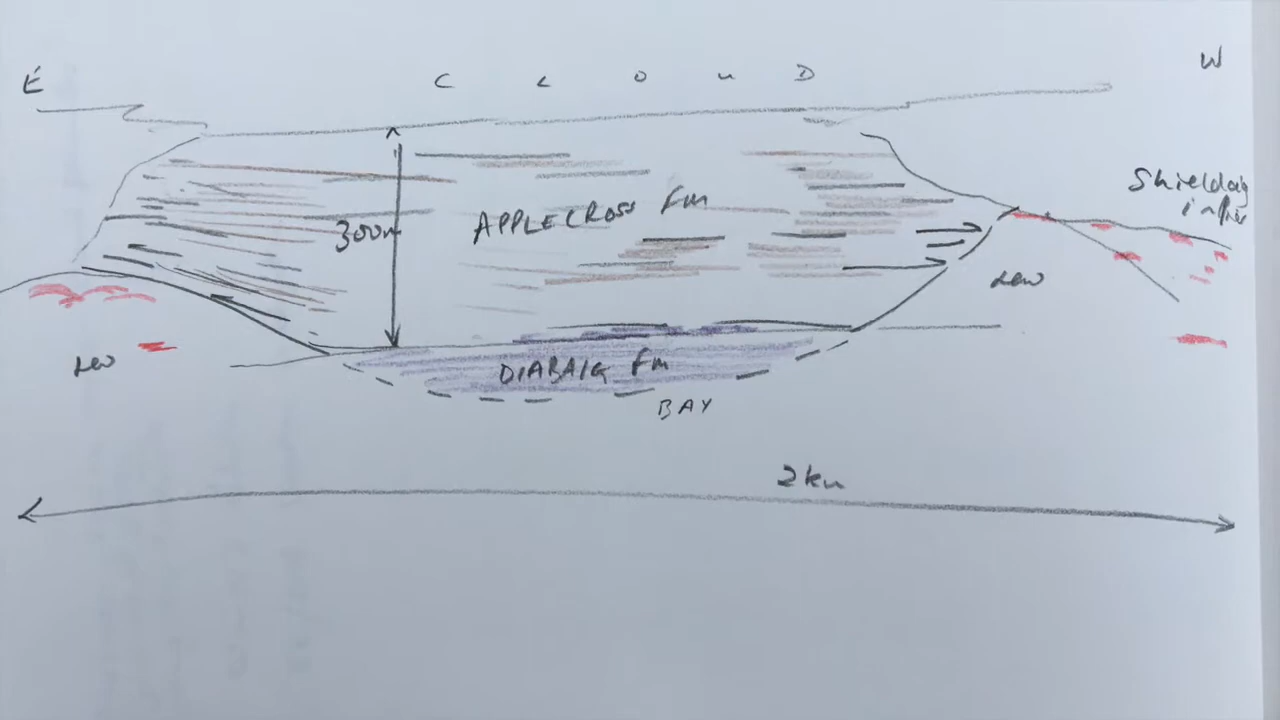 E
C L O U D
W
Shieldaig
inlier
300m
APPLECROSS Fm
Lew
Lew
DIABAIG Fm
BAY
2km